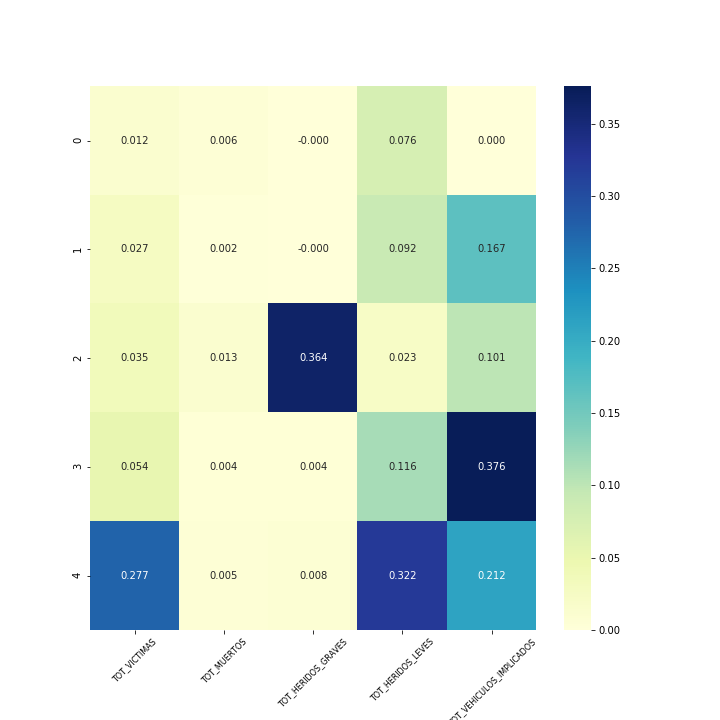 0 0.012 0.006 -0.000 0.076 0.000
1 0.027 0.002 -0.000 0.092 0.167
2 0.035 0.013 0.364 0.023 0.101
3 0.054 0.004 0.004 0.116 0.376
4 0.277 0.005 0.008 0.322 0.212
TOT_VICTIMAS
TOT_MUERTOS
TOT_HERIDOS_GRAVES
TOT_HERIDOS_LEVES
OT_VEHICULOS_IMPLICADOS
0.35
0.30
0.25
0.20
0.15
0.10
0.05
0.00